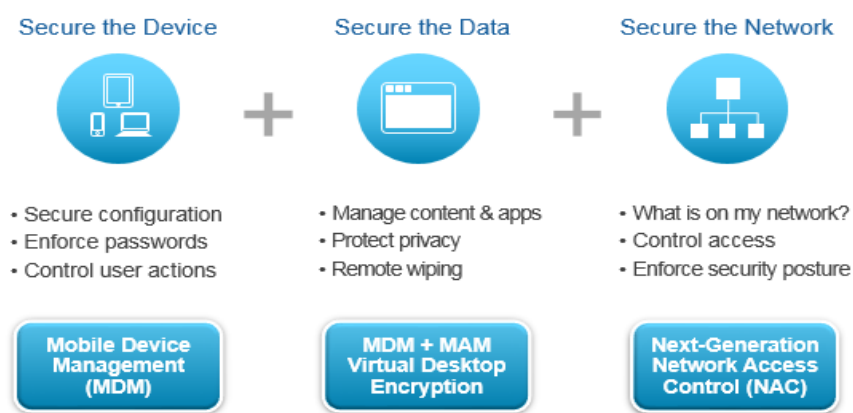 Secure the Device
Secure the Data
Secure the Network
• Secure configuration
• Enforce passwords
• Control user actions
• Manage content & apps
• Protect privacy
• Remote wiping
• What is on my network?
• Control access
• Enforce security posture
Mobile Device
Management
(MDM)
MDM + MAM
Virtual Desktop
Encryption
Next-Generation
Network Access
Control (NAC)